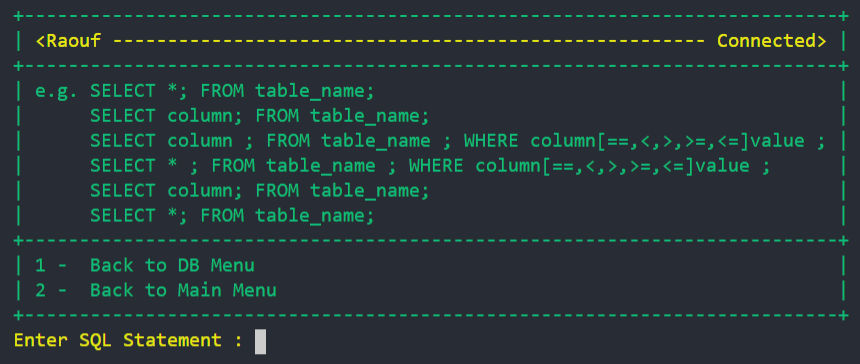 +---------------------------------------------------------------------------+
| <Raouf ------------------------------------------------------ Connected> |
+---------------------------------------------------------------------------+
| e.g. SELECT *; FROM table_name; |
| SELECT column; FROM table_name; |
| SELECT column ; FROM table_name ; WHERE column[==,<,>,>=,<=]value ; |
| SELECT * ; FROM table_name ; WHERE column[==,<,>,>=,<=]value ; |
| SELECT column; FROM table_name; |
| SELECT *; FROM table_name; |
+---------------------------------------------------------------------------+
| 1 - Back to DB Menu |
| 2 - Back to Main Menu |
+---------------------------------------------------------------------------+
Enter SQL Statement :